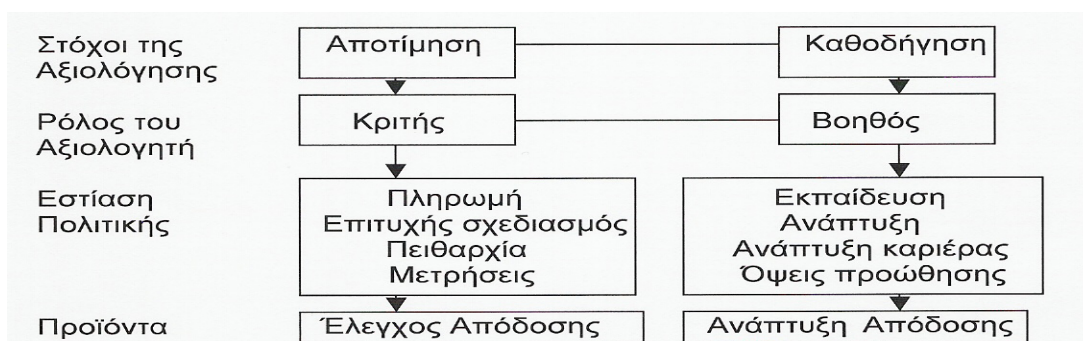 Στόχοι της
Αξιολόγησης
Αποτίμηση
Καθοδήγηση
Ρόλος του
Αξιολογητή
Κριτής
Βοηθός
Εστίαση
Πολιτικής
Πληρωμή
Επιτυχής σχεδιασμός
Πειθαρχία
Μετρήσεις
Εκπαίδευση
Ανάπτυξη
Ανάπτυξη καριέρας
Όψεις προώθησης
Προϊόντα
Έλεγχος Απόδοσης
Ανάπτυξη Απόδοσης